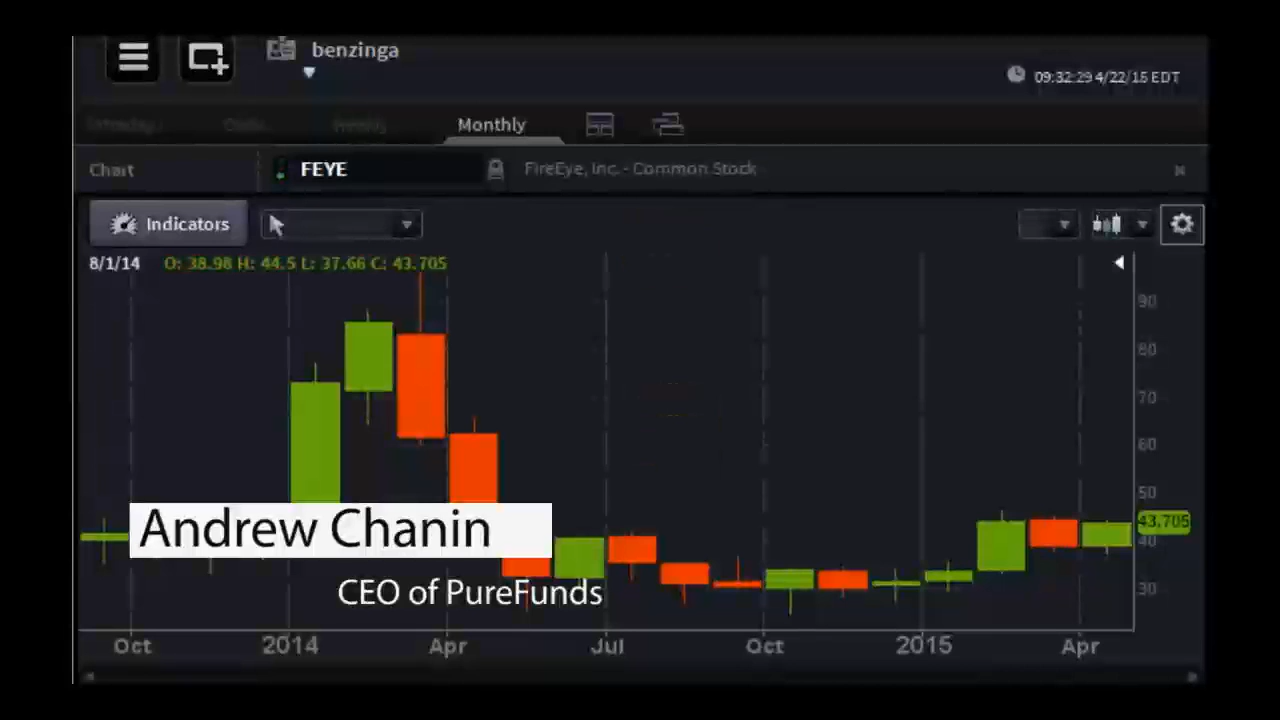 benzinga
09:32:29 4/22/15 EDT
Monthly
Chart
FEYE
FireEye, Inc. - Common Stock
Indicators
8/1/14 O: 38.98 H: 44.5 L: 37.66 C: 43.705
90
80
70
60
50
43.705
40
30
Andrew Chanin
CEO of PureFunds
Oct 2014 Apr Jul Oct 2015 Apr